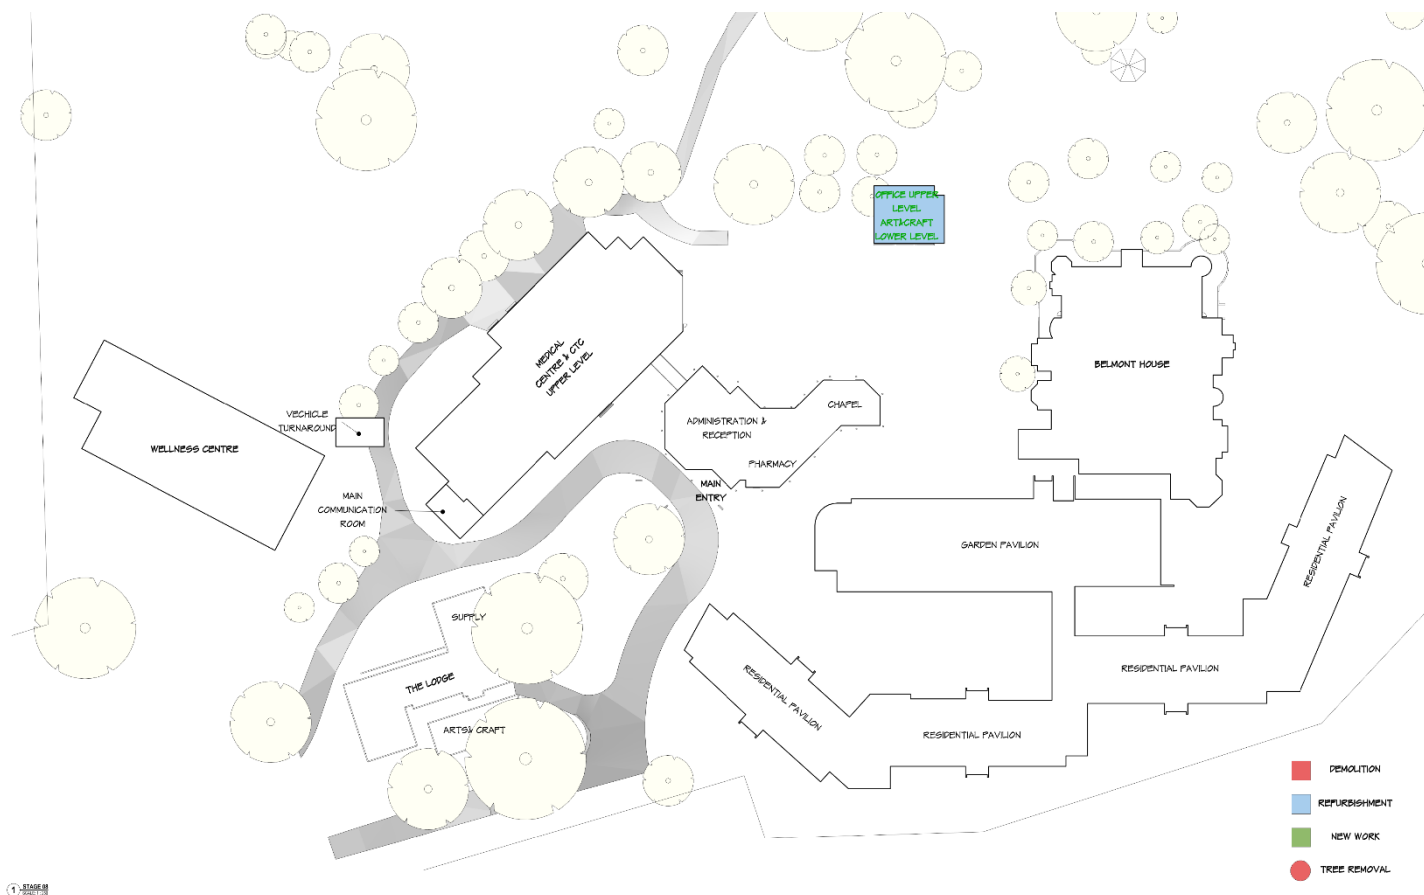 OFFICE UPPER
LEVEL
ART&CRAFT
LOWER LEVEL
MEDICAL
CENTRE & CTC
UPPER LEVEL
BELMONT HOUSE
CHAPEL
VECHICLE
TURNAROUND
ADMINISTRATION &
RECEPTION
WELLNESS CENTRE
PHARMACY
MAIN
ENTRY
MAIN
COMMUNICATION
ROOM
GARDEN PAVILION
RESIDENTIAL PAVILION
SUPPLY
RESIDENTIAL PAVILION
THE LODGE
RESIDENTIAL PAVILION
ARTS& CRAFT
RESIDENTIAL PAVILION
DEMOLITION
REFURBISHMENT
NEW WORK
TREE REMOVAL
1 STAGE 08